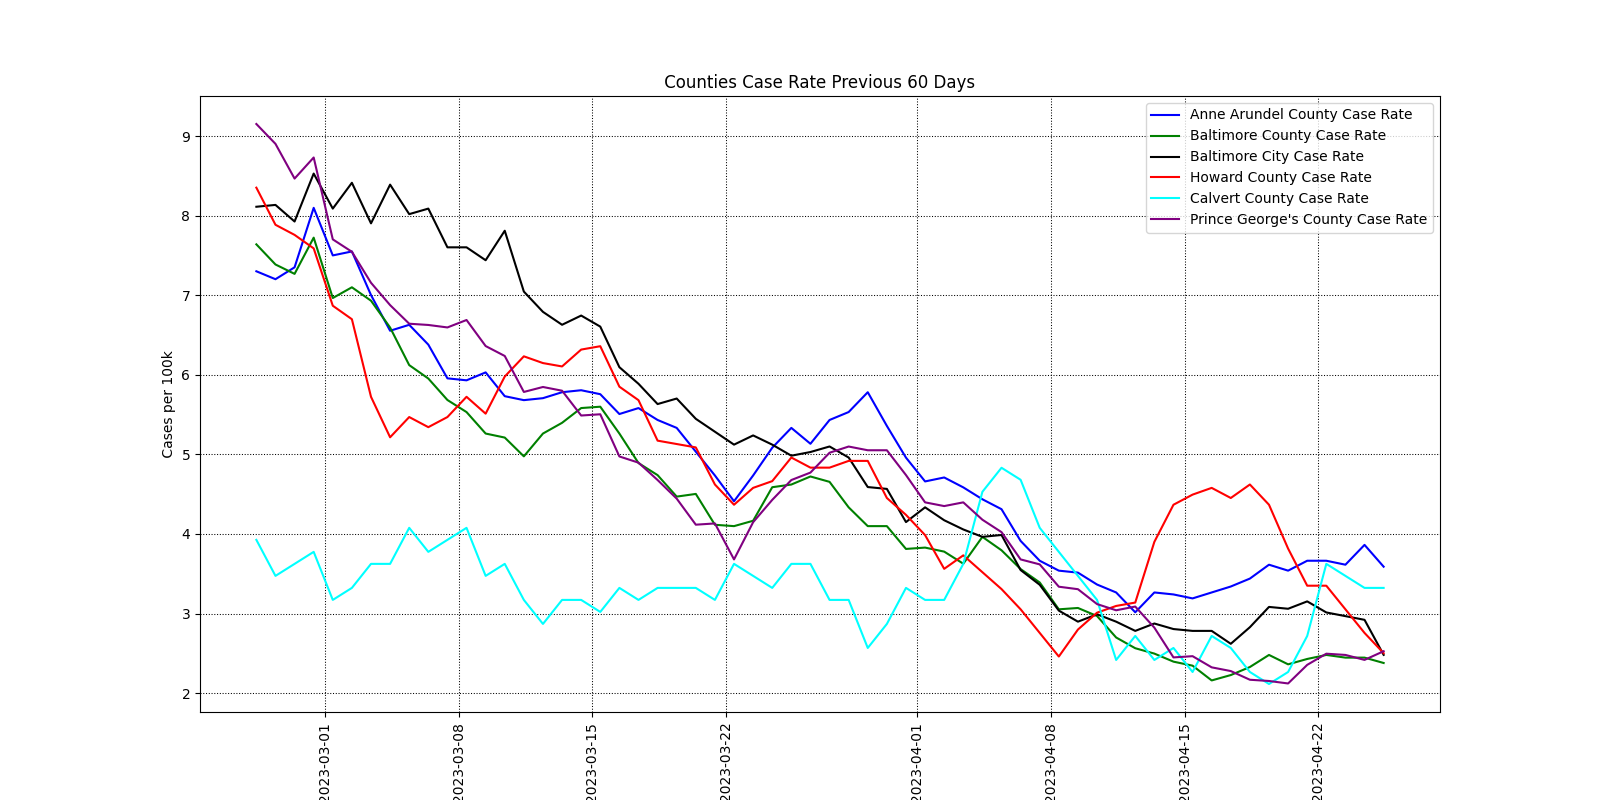 Counties Case Rate Previous 60 Days
Anne Arundel County Case Rate
Baltimore County Case Rate
Baltimore City Case Rate
Howard County Case Rate
Calvert County Case Rate
Prince George's County Case Rate
Cases per 100k
9
8
7
6
5
4
3
2
2023-03-01
2023-03-08
2023-03-15
2023-03-22
2023-04-01
2023-04-08
2023-04-15
2023-04-22